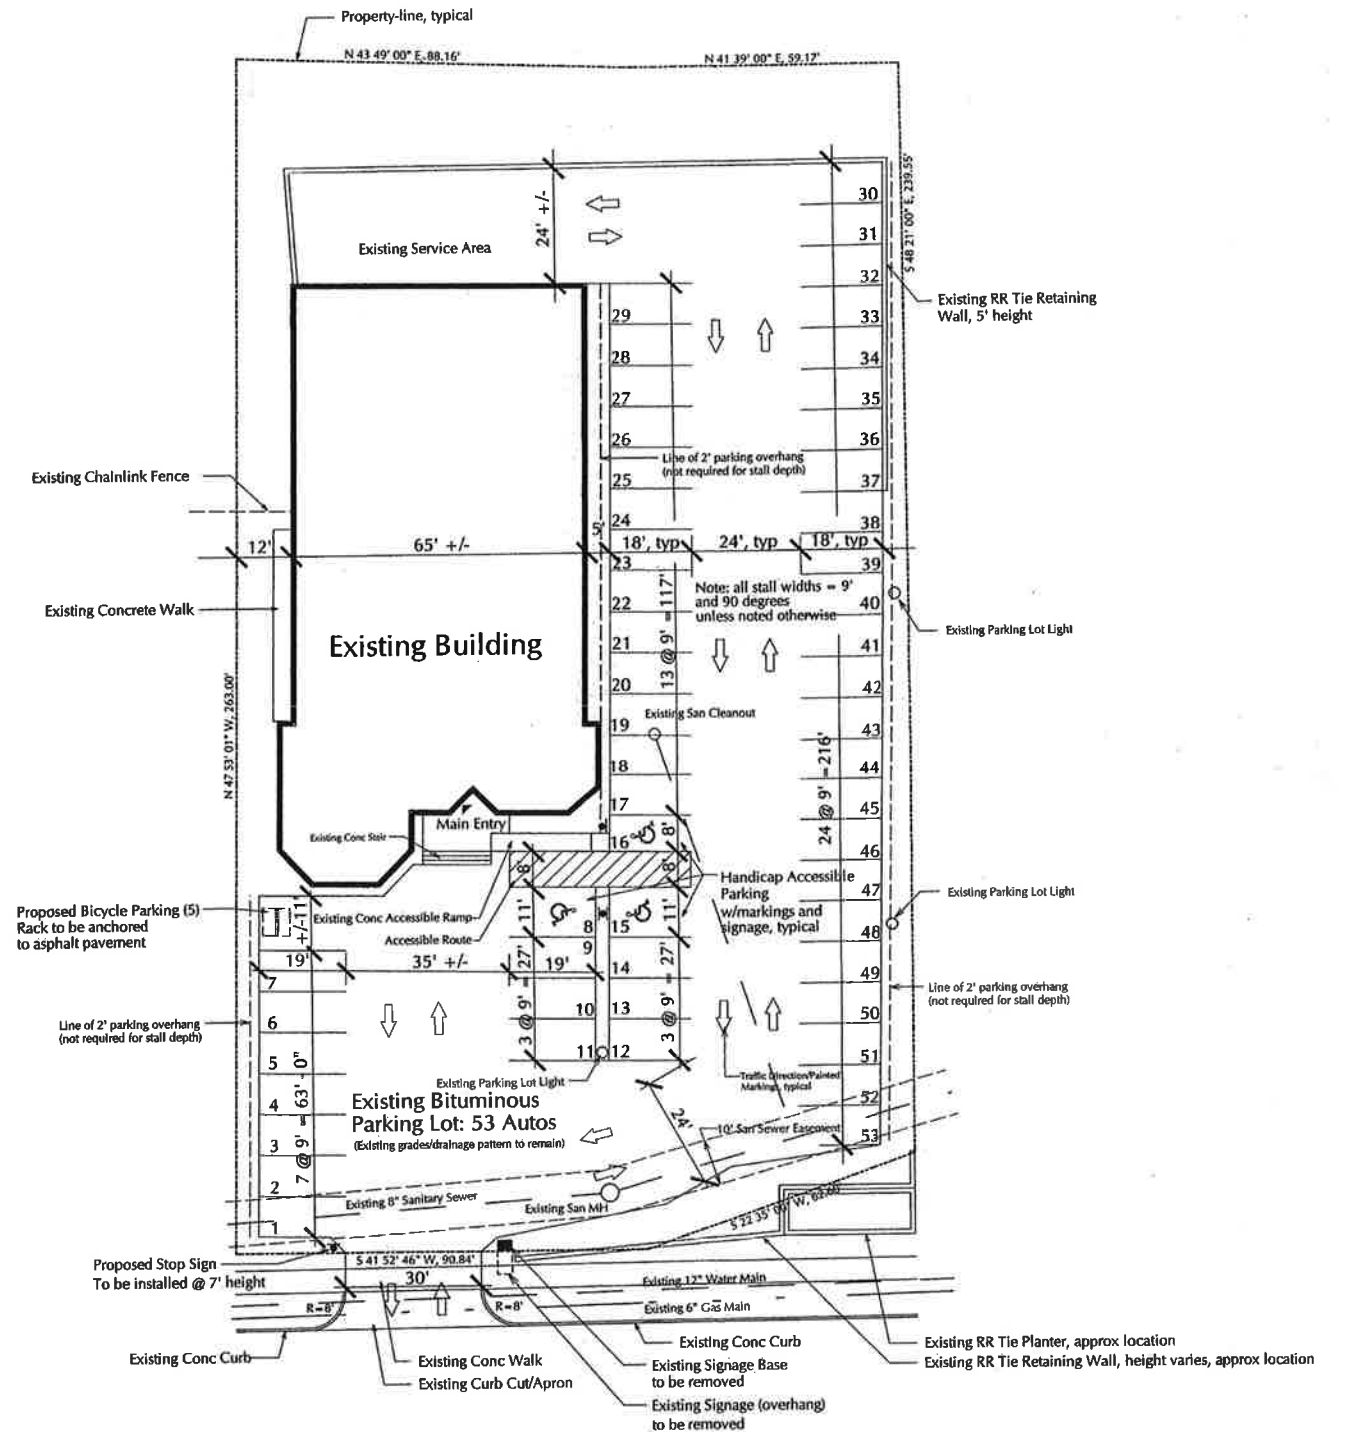 Property-line, typical
N 43 49' 00" E, 88.16'
N 41 39' 00" E, 59.17'
S 48 21' 00" E, 239.55'
24' +/-
Existing Service Area
30
31
32
33
34
35
36
37
38
39
40
41
42
43
44
45
46
47
48
49
50
51
52
53
Existing RR Tie Retaining
Wall, 5' height
29
28
27
26
25
24
23
22
21
20
19
18
17
16
Line of 2' parking overhang
(not required for stall depth)
Existing Chainlink Fence
12'
65' +/-
5'
18', typ
24', typ
18', typ
Note: all stall widths = 9'
and 90 degrees
unless noted otherwise
13 @ 9' = 117'
Existing Concrete Walk
Existing Building
Existing Parking Lot Light
N 47 53' 01" W, 263.00'
Existing San Cleanout
24 @ 9' = 216'
Main Entry
Existing Conc Stair
8'
8'
8'
Handicap Accessible
Parking
w/markings and
signage, typical
Existing Parking Lot Light
Proposed Bicycle Parking (5)
Rack to be anchored
to asphalt pavement
+/-11'
Existing Conc Accessible Ramp
Accessible Route
11'
11'
8
15
9
14
10
13
11
12
19'
35' +/-
19'
3 @ 9' = 27'
3 @ 9' = 27'
7
6
5
4
3
2
1
7 @ 9' = 63' - 0"
Line of 2' parking overhang
(not required for stall depth)
Line of 2' parking overhang
(not required for stall depth)
Existing Parking Lot Light
Traffic Direction/Painted
Markings, typical
Existing Bituminous
Parking Lot: 53 Autos
(Existing grades/drainage pattern to remain)
24'
10' San Sewer Easement
Existing 8" Sanitary Sewer
Existing San MH
S 22 35' 00" W, 62.60'
Proposed Stop Sign
To be installed @ 7' height
S 41 52' 46" W, 90.84'
30'
R=8'
R=8'
Existing 12" Water Main
Existing 6" Gas Main
Existing Conc Curb
Existing Conc Walk
Existing Curb Cut/Apron
Existing Conc Curb
Existing Signage Base
to be removed
Existing Signage (overhang)
to be removed
Existing RR Tie Planter, approx location
Existing RR Tie Retaining Wall, height varies, approx location